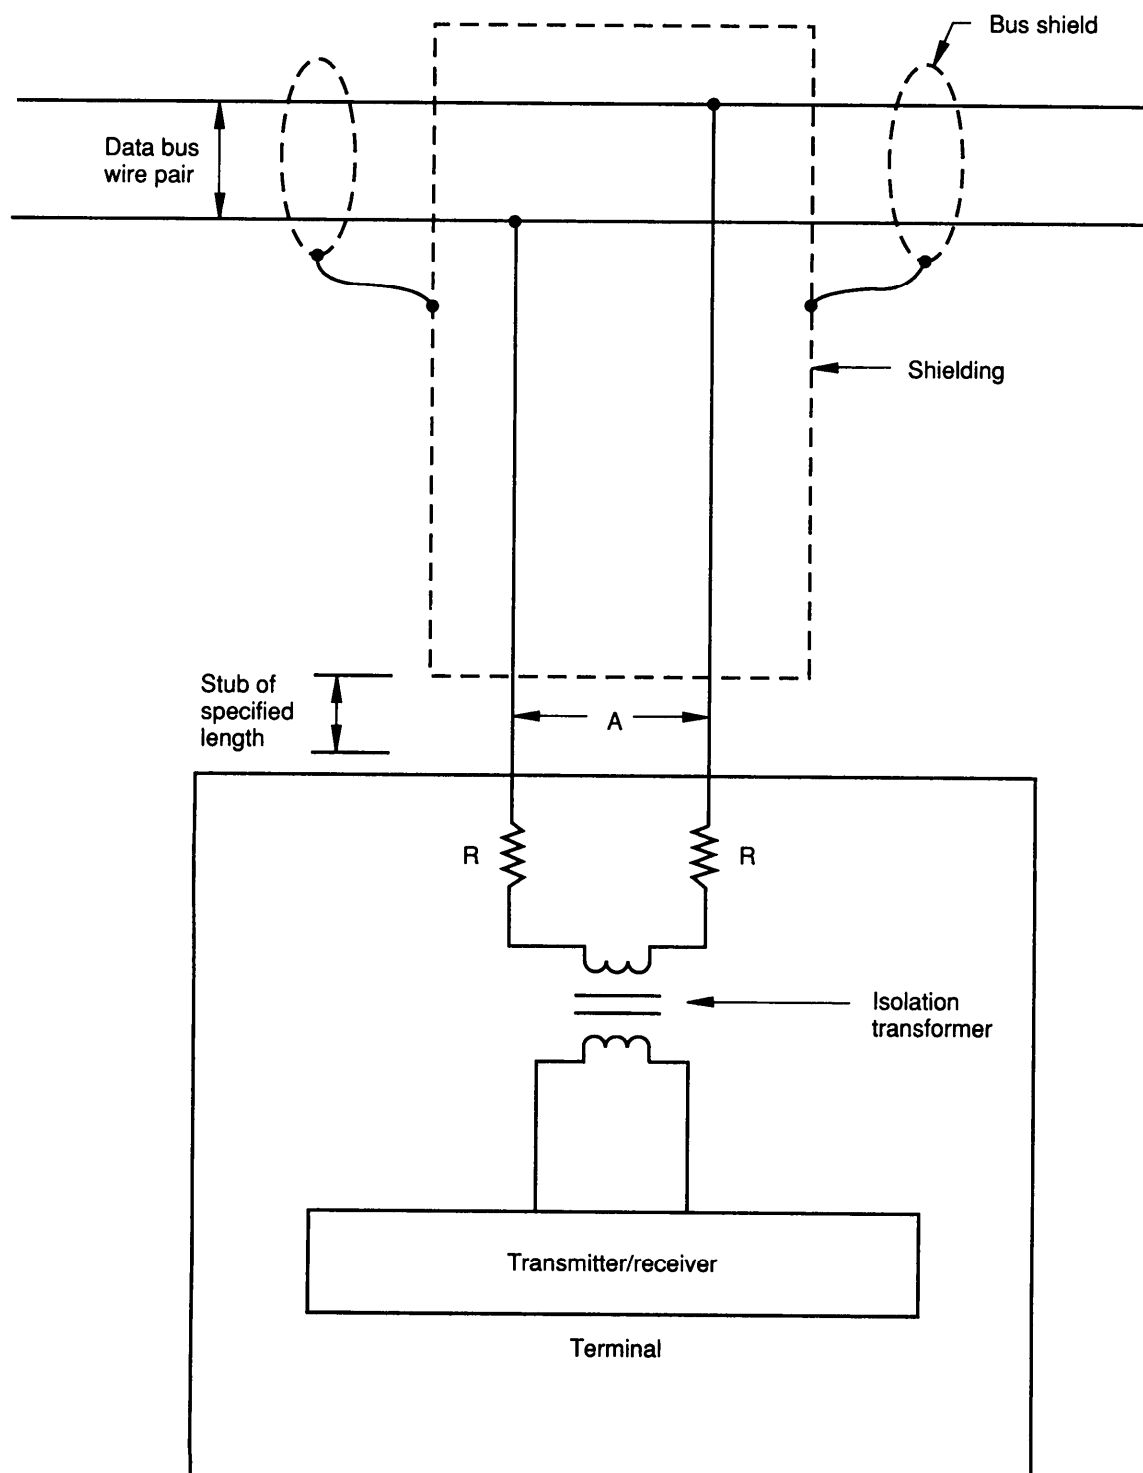 Bus shield
Data bus
wire pair
Shielding
Stub of
specified
length
A
R
R
Isolation
transformer
Transmitter/receiver
Terminal